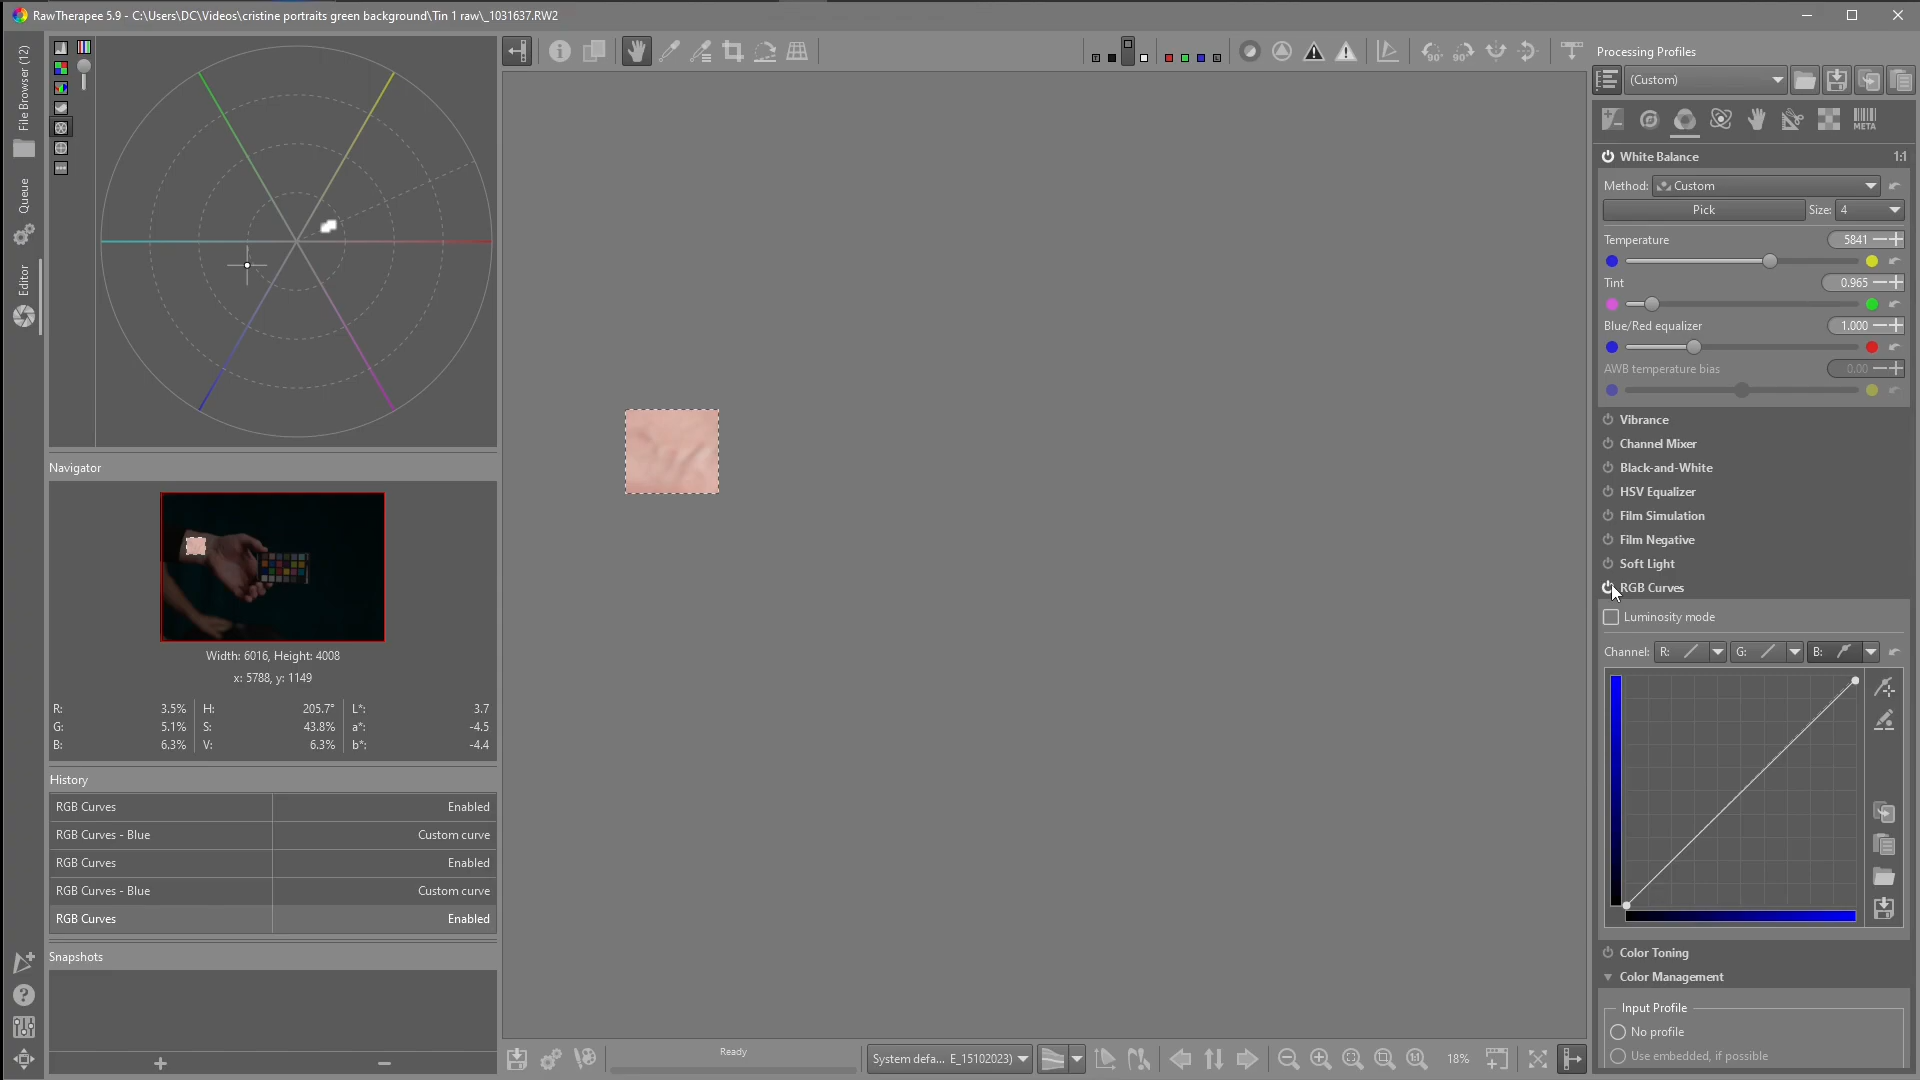 RawTherapee 5.9 - C:\Users\DC\Videos\cristine portraits green background\Tin 1 raw\_1031637.RW2
File Browser (12)
Queue
Editor
Processing Profiles
(Custom)
META
White Balance
1:1
Method: Custom
Pick
Size: 4
Temperature
5841
Tint
0.965
Blue/Red equalizer
1.000
AWB temperature bias
0.00
Vibrance
Channel Mixer
Black-and-White
HSV Equalizer
Film Simulation
Film Negative
Soft Light
RGB Curves
Luminosity mode
Channel: R: G: B:
Color Toning
Color Management
Input Profile
No profile
Use embedded, if possible
Navigator
Width: 6016, Height: 4008
x: 5788, y: 1149
R: 3.5% H: 205.7° L*: 3.7
G: 5.1% S: 43.8% a*: -4.5
B: 6.3% V: 6.3% b*: -4.4
History
RGB Curves Enabled
RGB Curves - Blue Custom curve
RGB Curves Enabled
RGB Curves - Blue Custom curve
RGB Curves Enabled
Snapshots
Ready
System defa... E_15102023)
18%